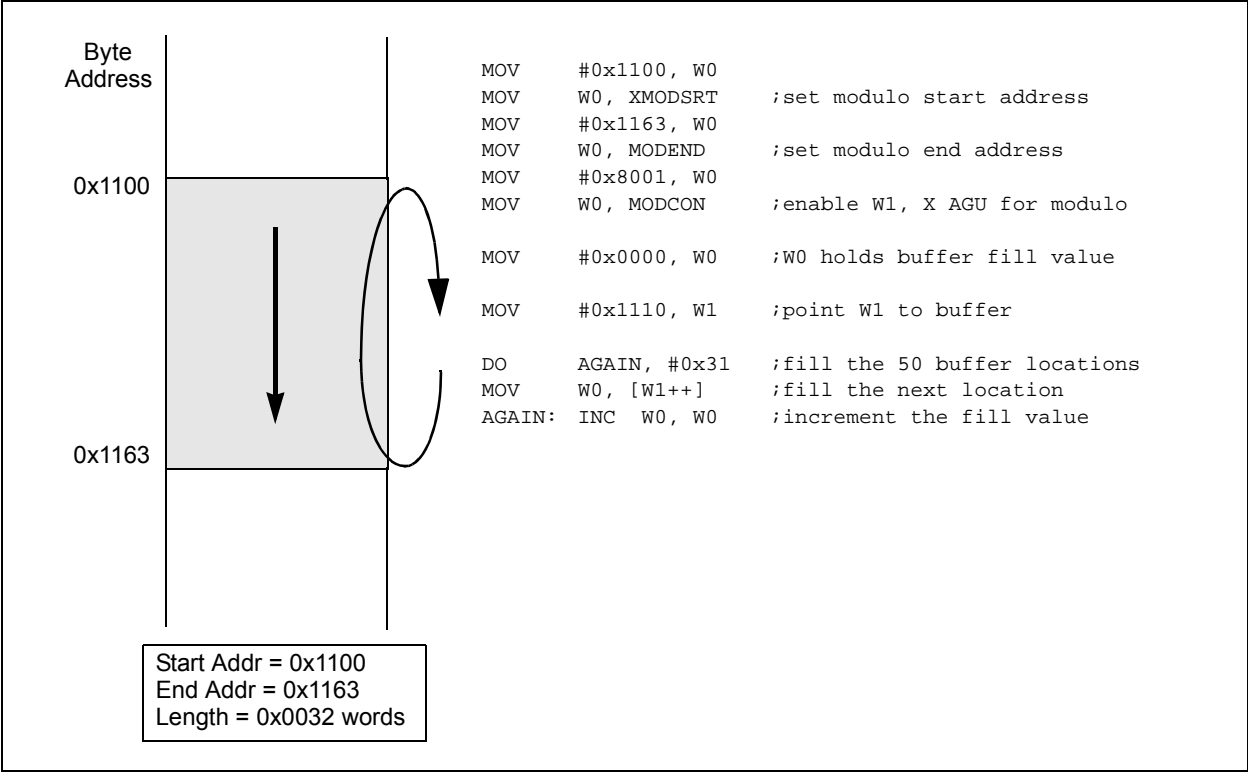 Byte
Address
0x1100
0x1163
MOV #0x1100, W0
MOV W0, XMODSRT ;set modulo start address
MOV #0x1163, W0
MOV W0, MODEND ;set modulo end address
MOV #0x8001, W0
MOV W0, MODCON ;enable W1, X AGU for modulo
MOV #0x0000, W0 ;W0 holds buffer fill value
MOV #0x1110, W1 ;point W1 to buffer
DO AGAIN, #0x31 ;fill the 50 buffer locations
MOV W0, [W1++] ;fill the next location
AGAIN: INC W0, W0 ;increment the fill value
Start Addr = 0x1100
End Addr = 0x1163
Length = 0x0032 words